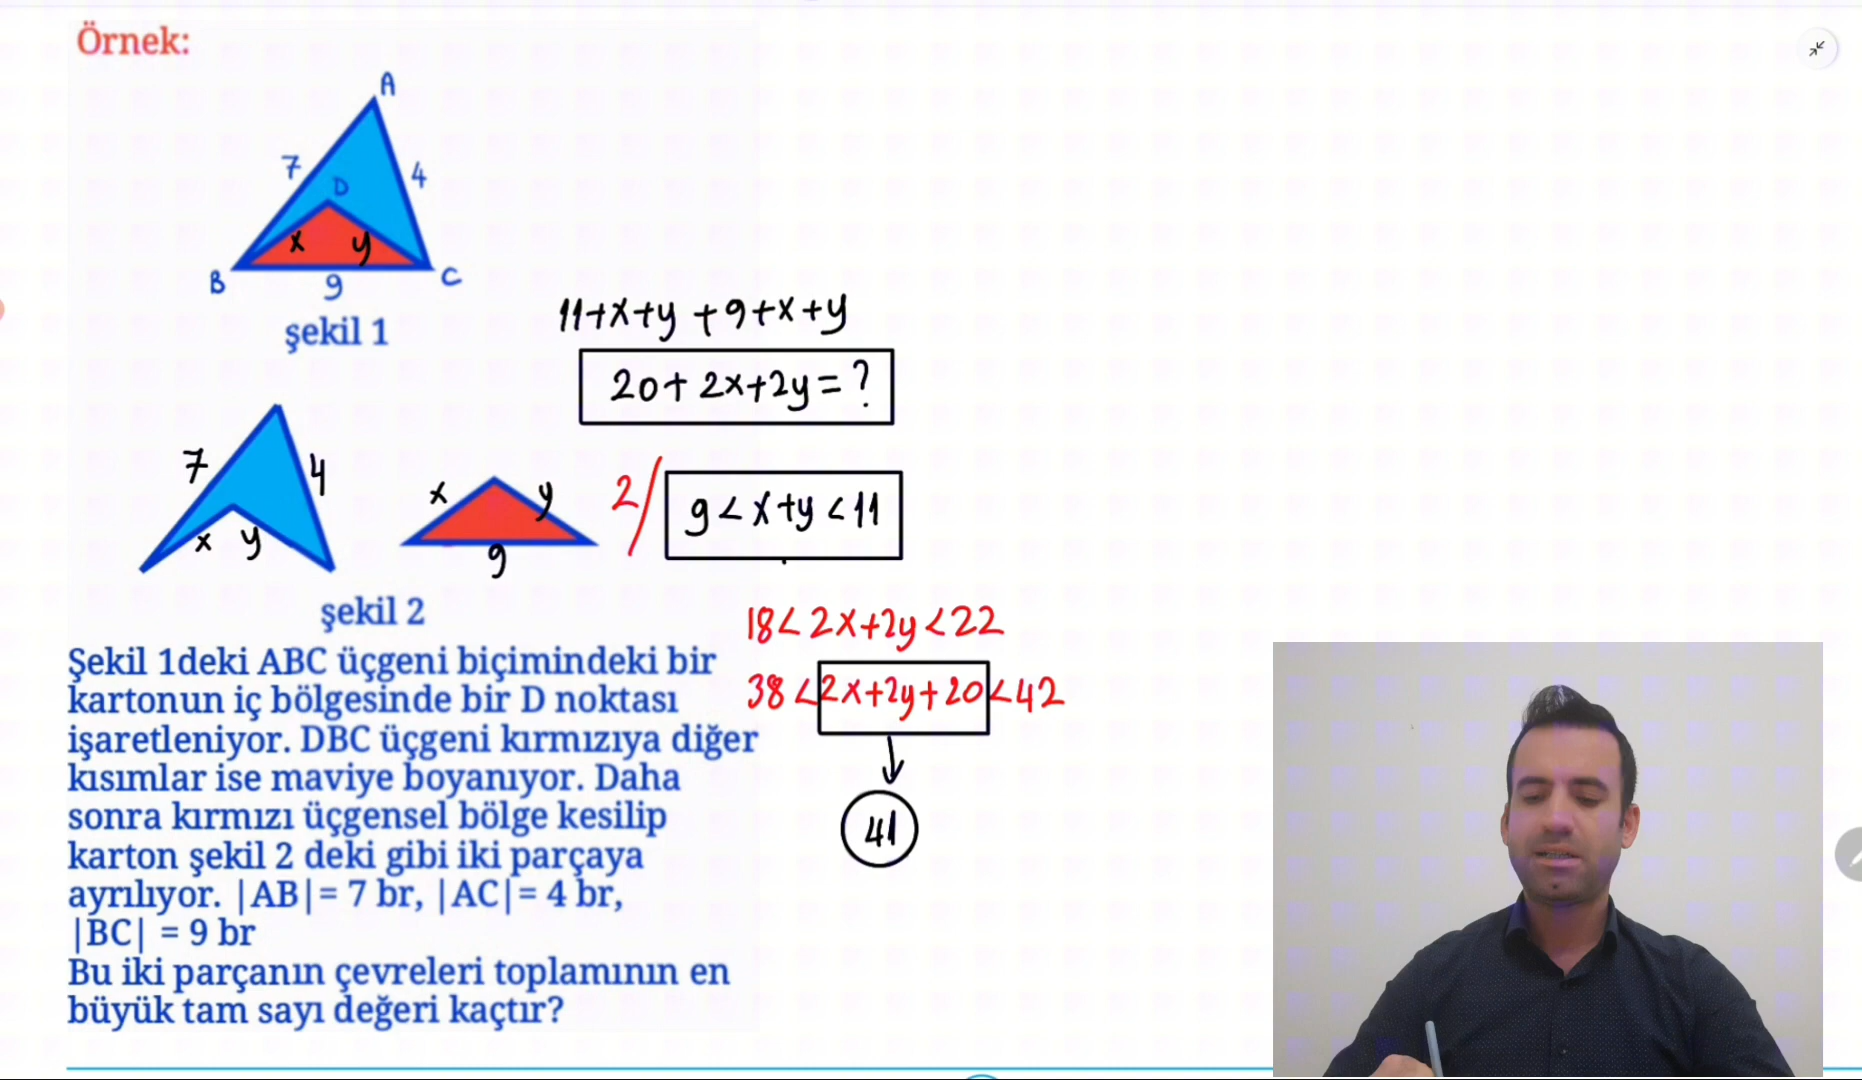 Örnek:
A
7
D
4
x
y
B
9
C
şekil 1
11+x+y+9+x+y
20+2x+2y=?
7
4
x
y
x
y
9
2/
9<x+y<11
şekil 2
18<2x+2y<22
38<2x+2y+20<42
41
Şekil 1deki ABC üçgeni biçimindeki bir
kartonun iç bölgesinde bir D noktası
işaretleniyor. DBC üçgeni kırmızıya diğer
kısımlar ise maviye boyanıyor. Daha
sonra kırmızı üçgensel bölge kesilip
karton şekil 2 deki gibi iki parçaya
ayrılıyor. |AB|= 7 br, |AC|= 4 br,
|BC| = 9 br
Bu iki parçanın çevreleri toplamının en
büyük tam sayı değeri kaçtır?